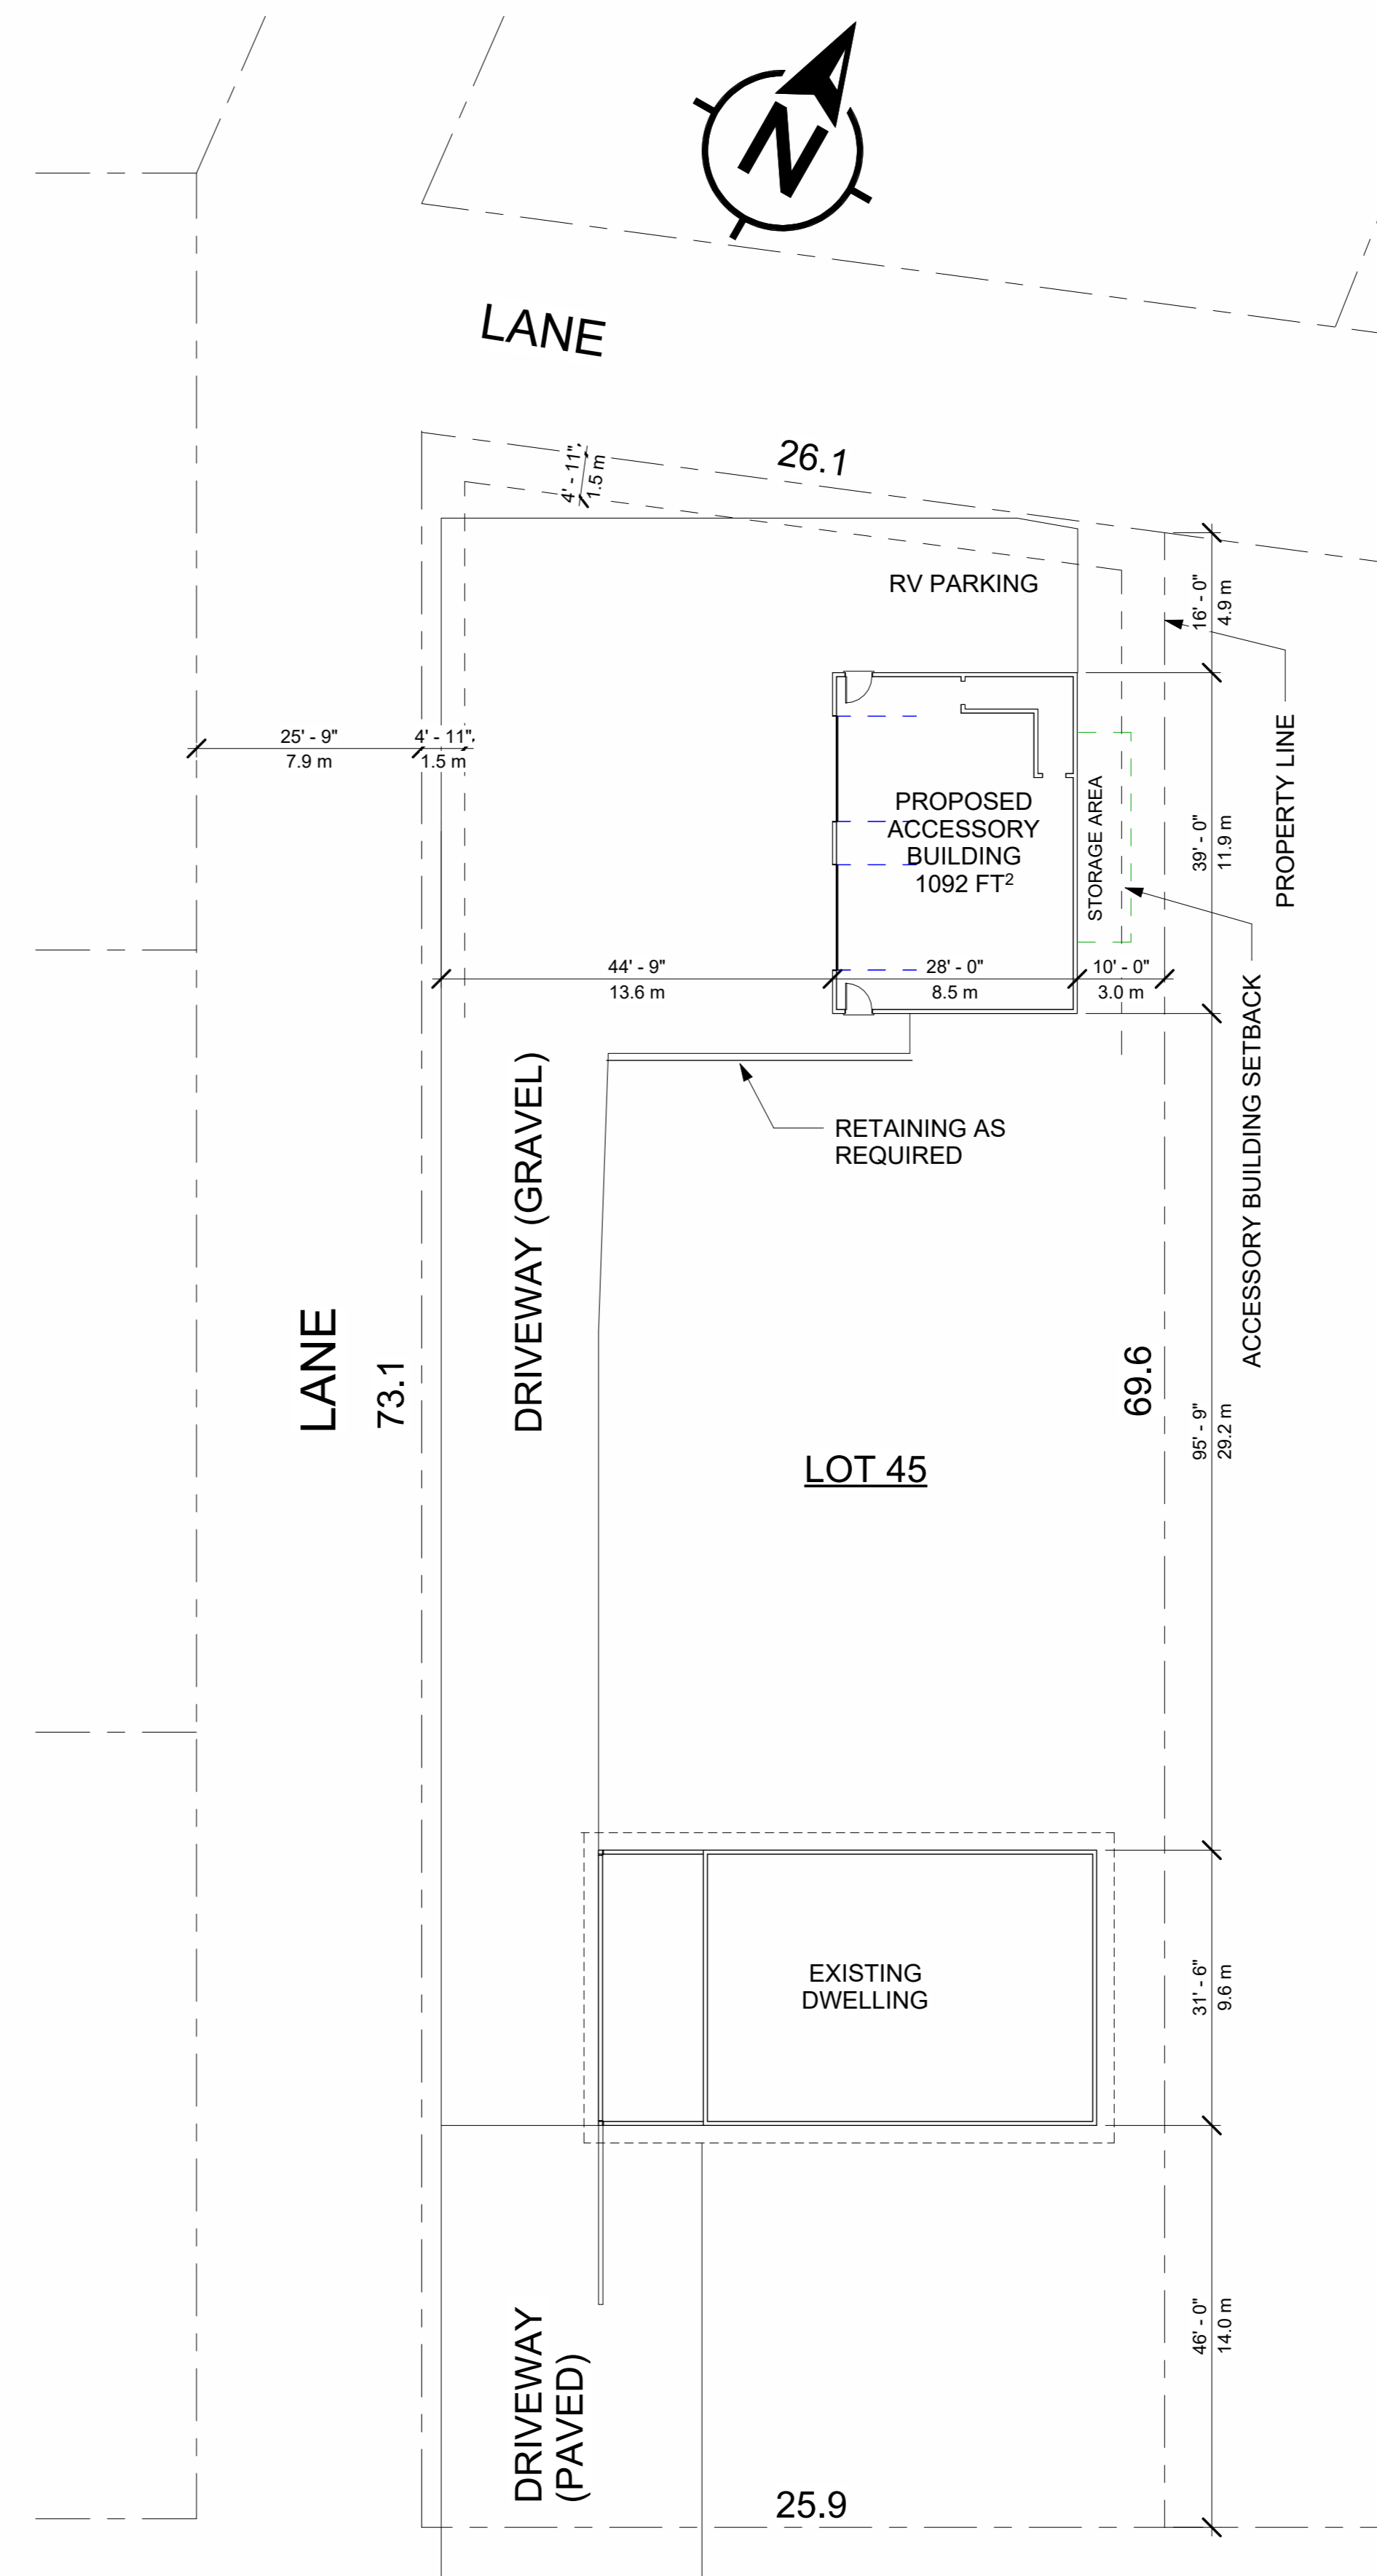 N
LANE
26.1
4' - 11"
1.5 m
RV PARKING
16' - 0"
4.9 m
25' - 9"
7.9 m
4' - 11"
1.5 m
PROPOSED
ACCESSORY
BUILDING
1092 FT²
STORAGE AREA
39' - 0"
11.9 m
PROPERTY LINE
44' - 9"
13.6 m
28' - 0"
8.5 m
10' - 0"
3.0 m
ACCESSORY BUILDING SETBACK
DRIVEWAY (GRAVEL)
RETAINING AS
REQUIRED
LANE
73.1
69.6
95' - 9"
29.2 m
LOT 45
EXISTING
DWELLING
31' - 6"
9.6 m
DRIVEWAY
(PAVED)
46' - 0"
14.0 m
25.9